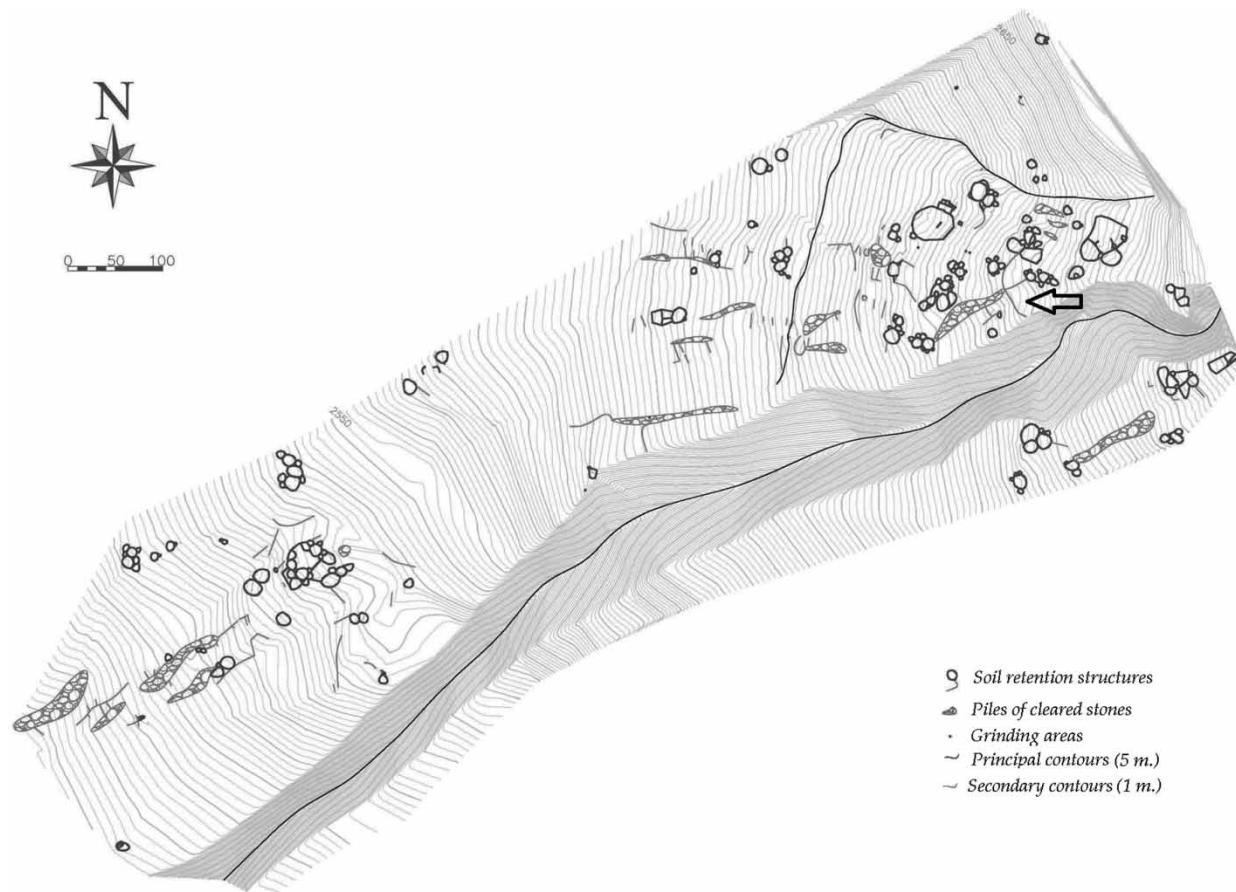 2650
N
0 50 100
2550
Soil retention structures
Piles of cleared stones
Grinding areas
Principal contours (5 m.)
Secondary contours (1 m.)